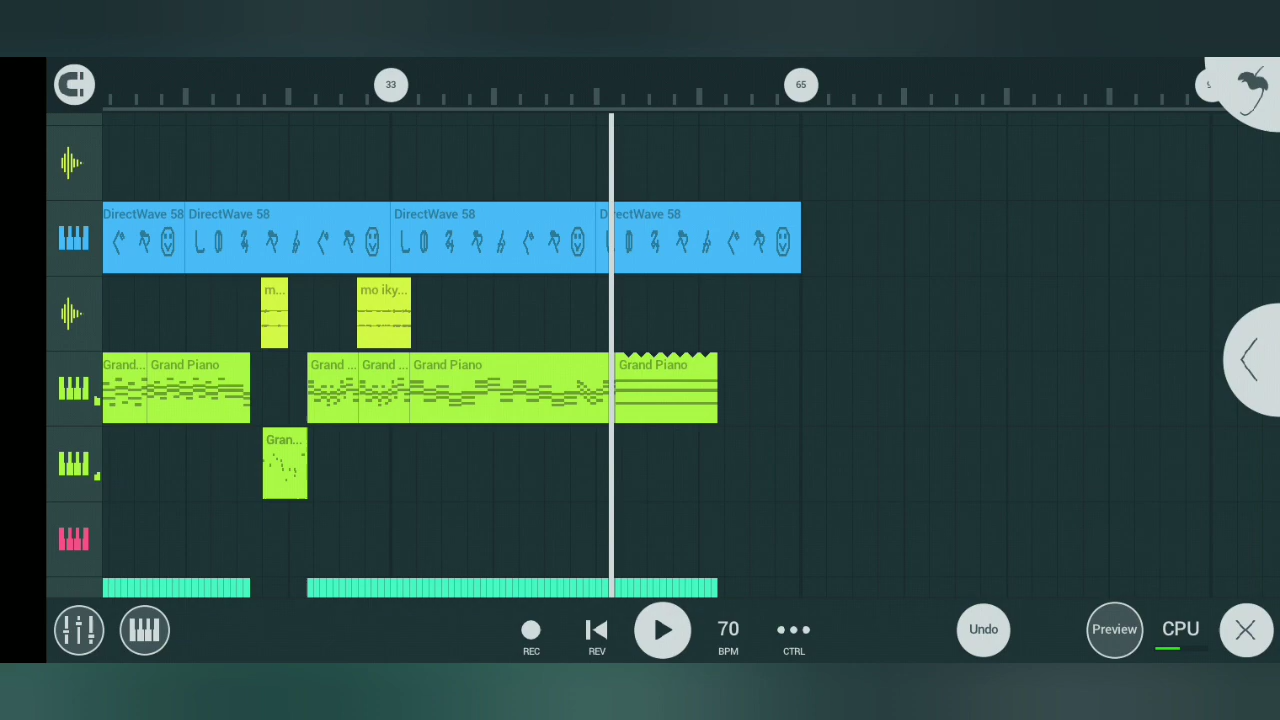 33
65
DirectWave 58
DirectWave 58
DirectWave 58
DirectWave 58
m...
mo iky...
Grand...
Grand Piano
Grand ...
Grand ...
Grand Piano
Grand Piano
Gran...
REC
REV
70
BPM
CTRL
Undo
Preview
CPU